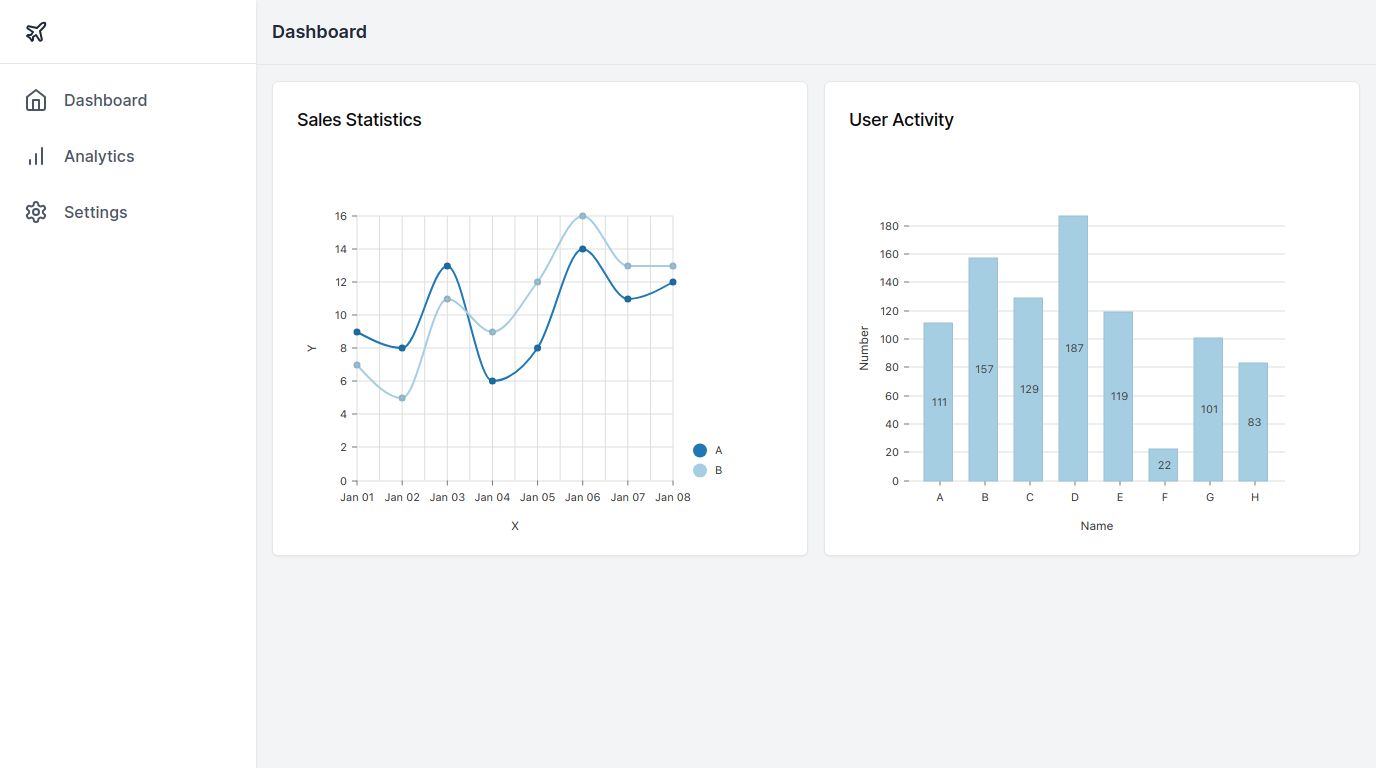 Dashboard
Dashboard
Analytics
Settings
Sales Statistics
16
14
12
10
8
6
4
2
0
Y
Jan 01 Jan 02 Jan 03 Jan 04 Jan 05 Jan 06 Jan 07 Jan 08
X
A
B
User Activity
180
160
140
120
100
80
60
40
20
0
Number
111 157 129 187 119 22 101 83
A B C D E F G H
Name